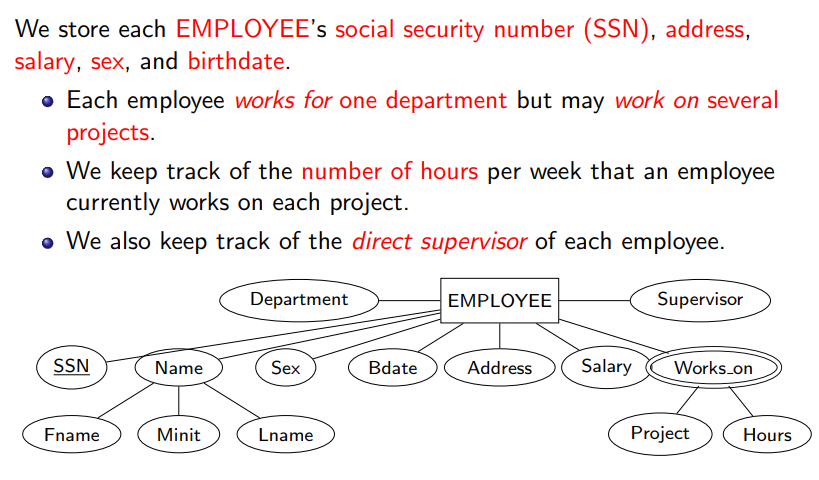 We store each EMPLOYEE's social security number (SSN), address,
salary, sex, and birthdate.
Each employee works for one department but may work on several
projects.
We keep track of the number of hours per week that an employee
currently works on each project.
We also keep track of the direct supervisor of each employee.
Department
EMPLOYEE
Supervisor
SSN
Name
Sex
Bdate
Address
Salary
Works_on
Fname
Minit
Lname
Project
Hours